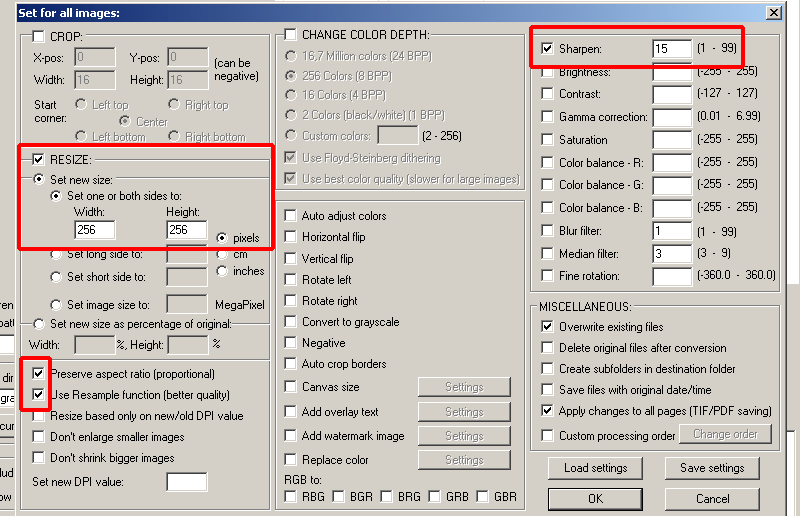 Set for all images:
CROP:
X-pos: 0 Y-pos: 0 (can be negative)
Width: 16 Height: 16
Start corner:
Left top Right top
Center
Left bottom Right bottom
RESIZE:
Set new size:
Set one or both sides to:
Width: Height:
256 256
pixels
cm
inches
Set long side to:
Set short side to:
Set image size to: MegaPixel
Set new size as percentage of original:
Width: %, Height: %
Preserve aspect ratio (proportional)
Use Resample function (better quality)
Resize based only on new/old DPI value
Don't enlarge smaller images
Don't shrink bigger images
Set new DPI value:
CHANGE COLOR DEPTH:
16,7 Million colors (24 BPP)
256 Colors (8 BPP)
16 Colors (4 BPP)
2 Colors (black/white) (1 BPP)
Custom colors: (2 - 256)
Use Floyd-Steinberg dithering
Use best color quality (slower for large images)
Auto adjust colors
Horizontal flip
Vertical flip
Rotate left
Rotate right
Convert to grayscale
Negative
Auto crop borders
Canvas size Settings
Add overlay text Settings
Add watermark image Settings
Replace color Settings
RGB to:
RBG BGR BRG GRB GBR
Sharpen: 15 (1 - 99)
Brightness: (-255 - 255)
Contrast: (-127 - 127)
Gamma correction: (0.01 - 6.99)
Saturation (-255 - 255)
Color balance - R: (-255 - 255)
Color balance - G: (-255 - 255)
Color balance - B: (-255 - 255)
Blur filter: 1 (1 - 99)
Median filter: 3 (3 - 9)
Fine rotation: (-360.0 - 360.0)
MISCELLANEOUS:
Overwrite existing files
Delete original files after conversion
Create subfolders in destination folder
Save files with original date/time
Apply changes to all pages (TIF/PDF saving)
Custom processing order Change order
Load settings Save settings
OK Cancel